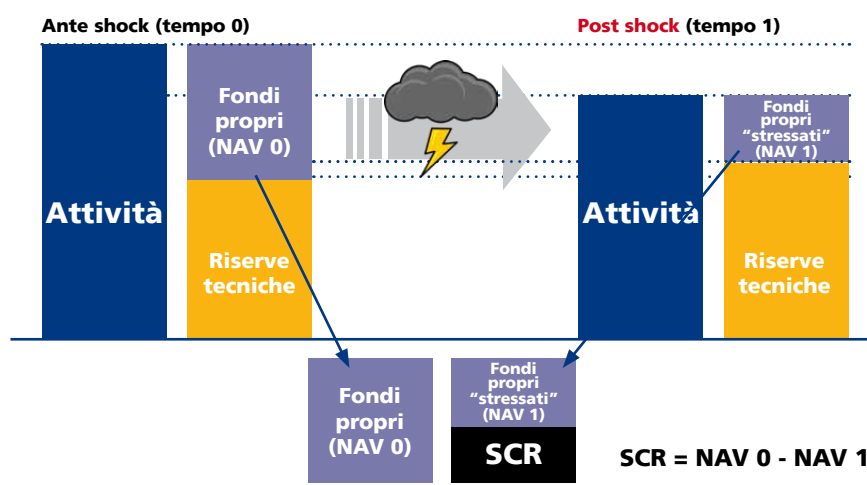 Ante shock (tempo 0)
Post shock (tempo 1)
Attività
Fondi
propri
(NAV 0)
Riserve
tecniche
Attività
Fondi
propri
“stressati”
(NAV 1)
Riserve
tecniche
Fondi
propri
(NAV 0)
Fondi
propri
“stressati”
(NAV 1)
SCR
SCR = NAV 0 - NAV 1